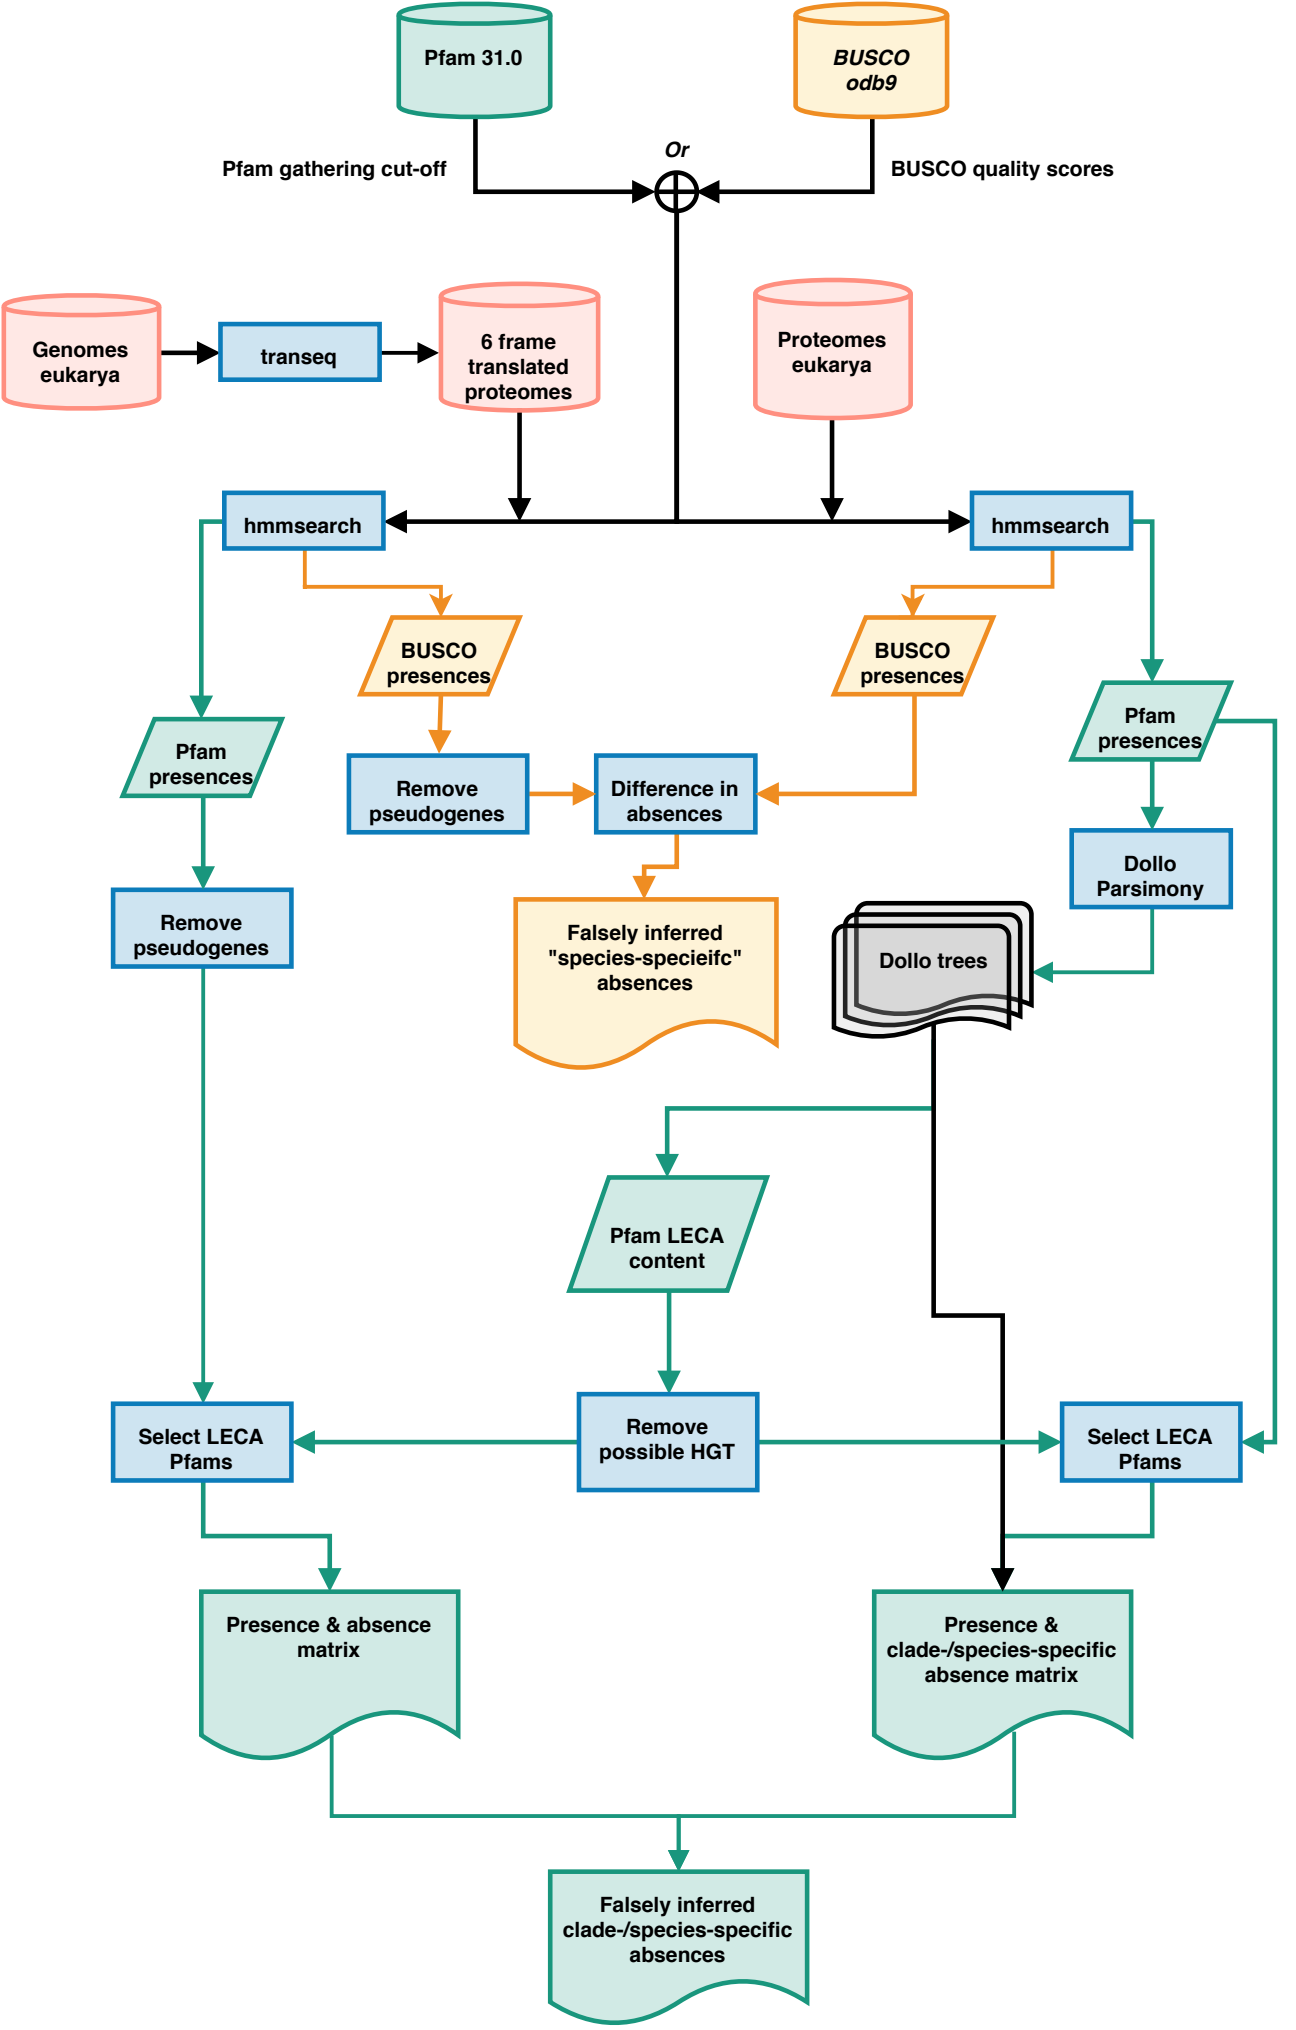 Pfam 31.0
BUSCO
odb9
Or
Pfam gathering cut-off
BUSCO quality scores
Genomes
eukarya
transeq
6 frame
translated
proteomes
Proteomes
eukarya
hmmsearch
hmmsearch
BUSCO
presences
BUSCO
presences
Pfam
presences
Pfam
presences
Remove
pseudogenes
Difference in
absences
Dollo
Parsimony
Remove
pseudogenes
Falsely inferred
"species-specieifc"
absences
Dollo trees
Pfam LECA
content
Select LECA
Pfams
Remove
possible HGT
Select LECA
Pfams
Presence & absence
matrix
Presence &
clade-/species-specific
absence matrix
Falsely inferred
clade-/species-specific
absences